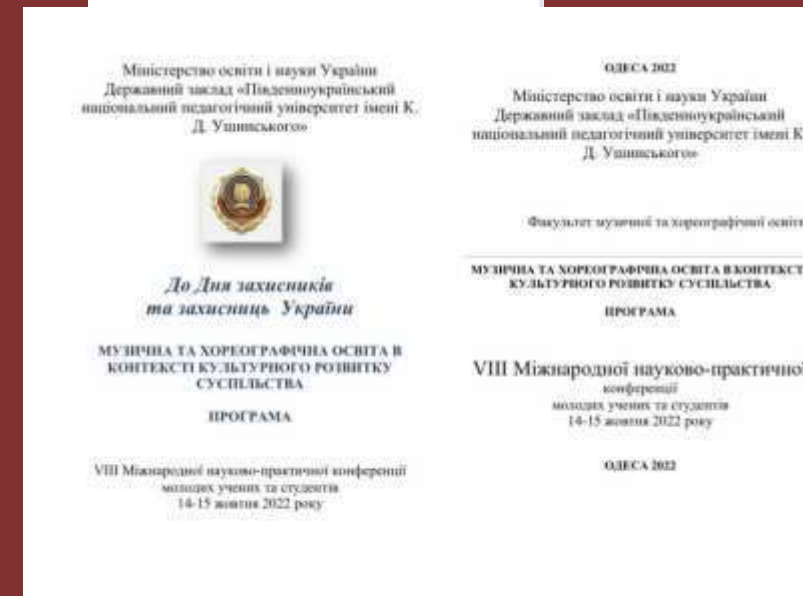 Міністерство освіти і науки України
Державний заклад «Південноукраїнський
національний педагогічний університет імені К.
Д. Ушинського»
До Дня захисників
та захисниць України
МУЗИЧНА ТА ХОРЕОГРАФІЧНА ОСВІТА В
КОНТЕКСТІ КУЛЬТУРНОГО РОЗВИТКУ
СУСПІЛЬСТВА
ПРОГРАМА
VIII Міжнародної науково-практичної конференції
молодих учених та студентів
14-15 жовтня 2022 року
ОДЕСА 2022
Міністерство освіти і науки України
Державний заклад «Південноукраїнський
національний педагогічний університет імені К
Д. Ушинського»
Факультет музичної та хореографічної освіти
МУЗИЧНА ТА ХОРЕОГРАФІЧНА ОСВІТА В КОНТЕКСТ
КУЛЬТУРНОГО РОЗВИТКУ СУСПІЛЬСТВА
ПРОГРАМА
VIII Міжнародної науково-практичної
конференції
молодих учених та студентів
14-15 жовтня 2022 року
ОДЕСА 2022